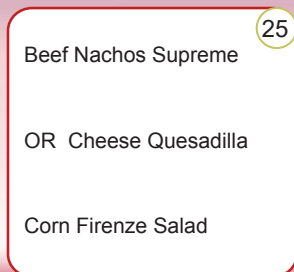 25
Beef Nachos Supreme
OR Cheese Quesadilla
Corn Firenze Salad